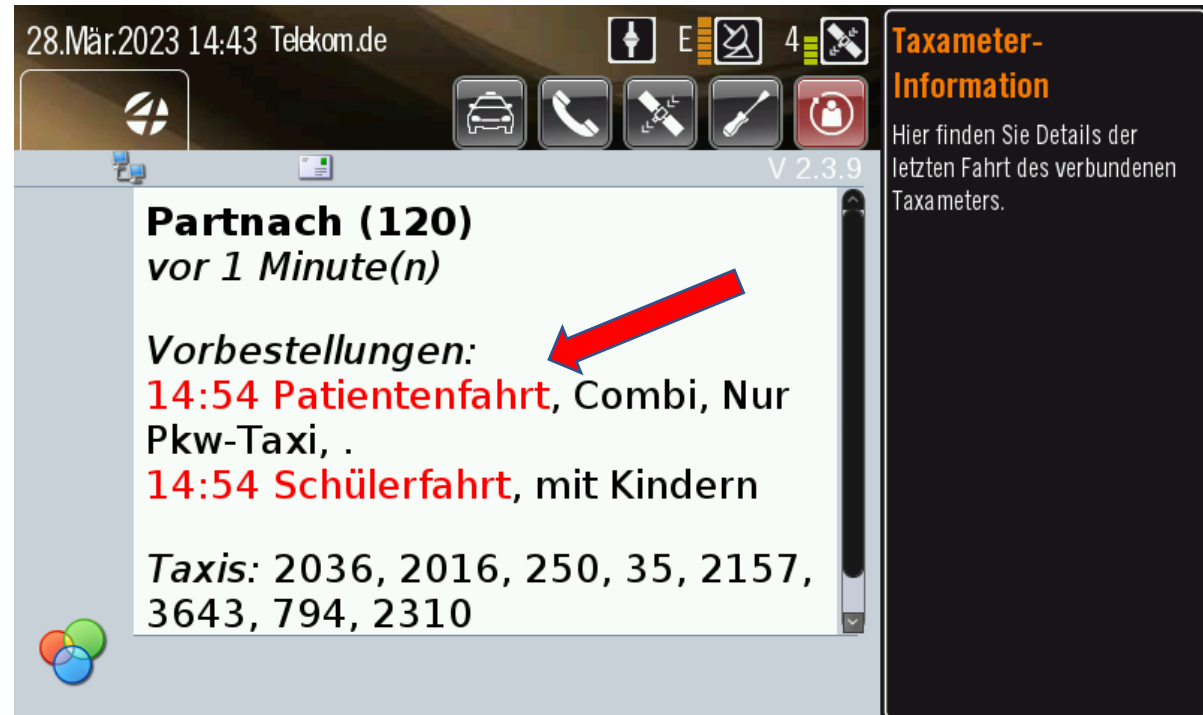 28.Mär.2023 14:43 Telekom.de
E
4
V 2.3.9
Partnach (120)
vor 1 Minute(n)
Vorbestellungen:
14:54 Patientenfahrt, Combi, Nur
Pkw-Taxi, .
14:54 Schülerfahrt, mit Kindern
Taxis: 2036, 2016, 250, 35, 2157,
3643, 794, 2310
Taxameter-
Information
Hier finden Sie Details der
letzten Fahrt des verbundenen
Taxameters.